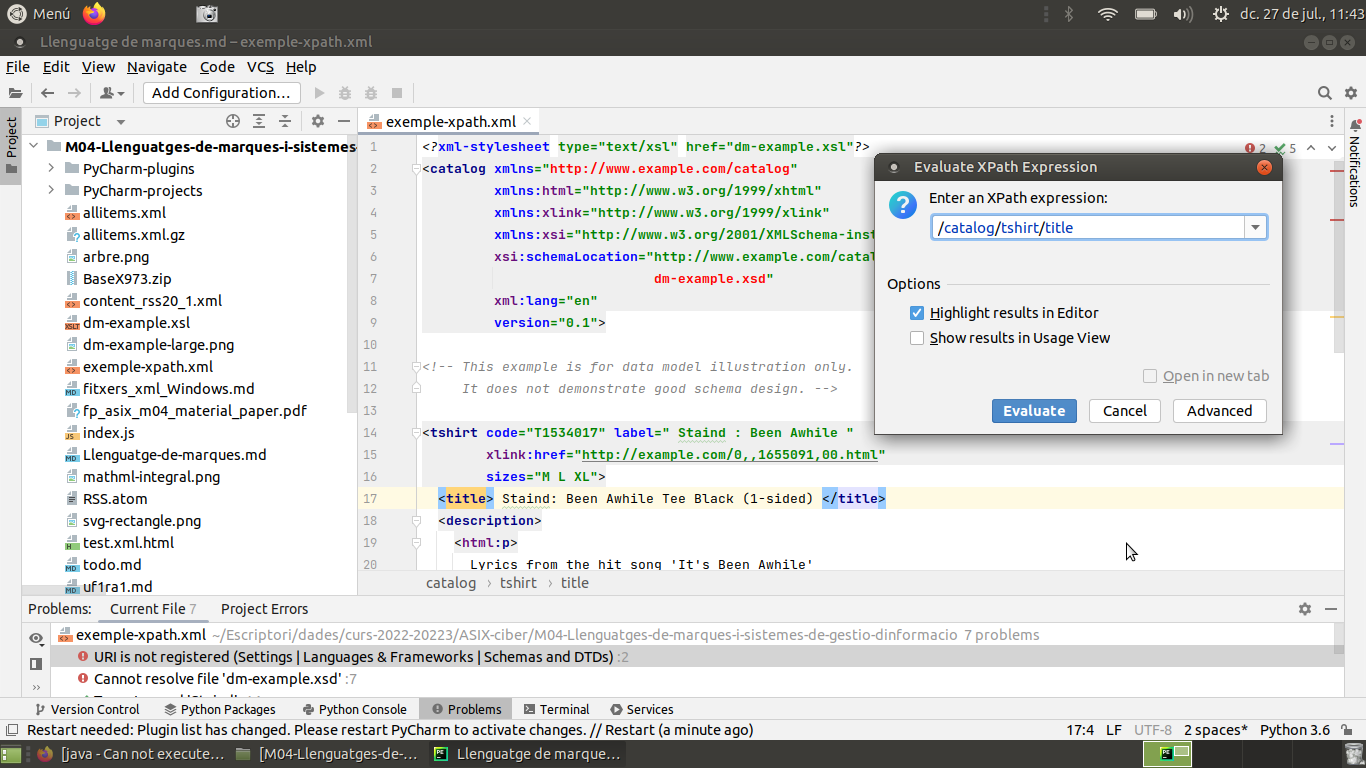 Menú
dc. 27 de jul., 11:43
Llenguatge de marques.md – exemple-xpath.xml
File Edit View Navigate Code VCS Help
Add Configuration...
Project
Project
exemple-xpath.xml
Notifications
M04-Llenguatges-de-marques-i-sistemes-
PyCharm-plugins
PyCharm-projects
allitems.xml
allitems.xml.gz
arbre.png
BaseX973.zip
content_rss20_1.xml
dm-example.xsl
dm-example-large.png
exemple-xpath.xml
fitxers_xml_Windows.md
fp_asix_m04_material_paper.pdf
index.js
Llenguatge-de-marques.md
mathml-integral.png
RSS.atom
svg-rectangle.png
test.xml.html
todo.md
uf1ra1.md
2 5
1 <?xml-stylesheet type="text/xsl" href="dm-example.xsl"?>
2 <catalog xmlns="http://www.example.com/catalog"
3 xmlns:html="http://www.w3.org/1999/xhtml"
4 xmlns:xlink="http://www.w3.org/1999/xlink"
5 xmlns:xsi="http://www.w3.org/2001/XMLSchema-inst
6 xsi:schemaLocation="http://www.example.com/catal
7 dm-example.xsd"
8 xml:lang="en"
9 version="0.1">
10
11 <!-- This example is for data model illustration only.
12 It does not demonstrate good schema design. -->
13
14 <tshirt code="T1534017" label=" Staind : Been Awhile "
15 xlink:href="http://example.com/0,,1655091,00.html"
16 sizes="M L XL">
17 <title> Staind: Been Awhile Tee Black (1-sided) </title>
18 <description>
19 <html:p>
20 Lyrics from the hit song 'It's Been Awhile'
catalog › tshirt › title
Evaluate XPath Expression
Enter an XPath expression:
/catalog/tshirt/title
Options
Highlight results in Editor
Show results in Usage View
Open in new tab
Evaluate Cancel Advanced
Problems: Current File 7 Project Errors
exemple-xpath.xml ~/Escriptori/dades/curs-2022-20223/ASIX-ciber/M04-Llenguatges-de-marques-i-sistemes-de-gestio-dinformacio 7 problems
URI is not registered (Settings | Languages & Frameworks | Schemas and DTDs) :2
Cannot resolve file 'dm-example.xsd' :7
Version Control Python Packages Python Console Problems Terminal Services
Restart needed: Plugin list has changed. Please restart PyCharm to activate changes. // Restart (a minute ago) 17:4 LF UTF-8 2 spaces* Python 3.6
[java - Can not execute... [M04-Llenguatges-de-... Llenguatge de marque...